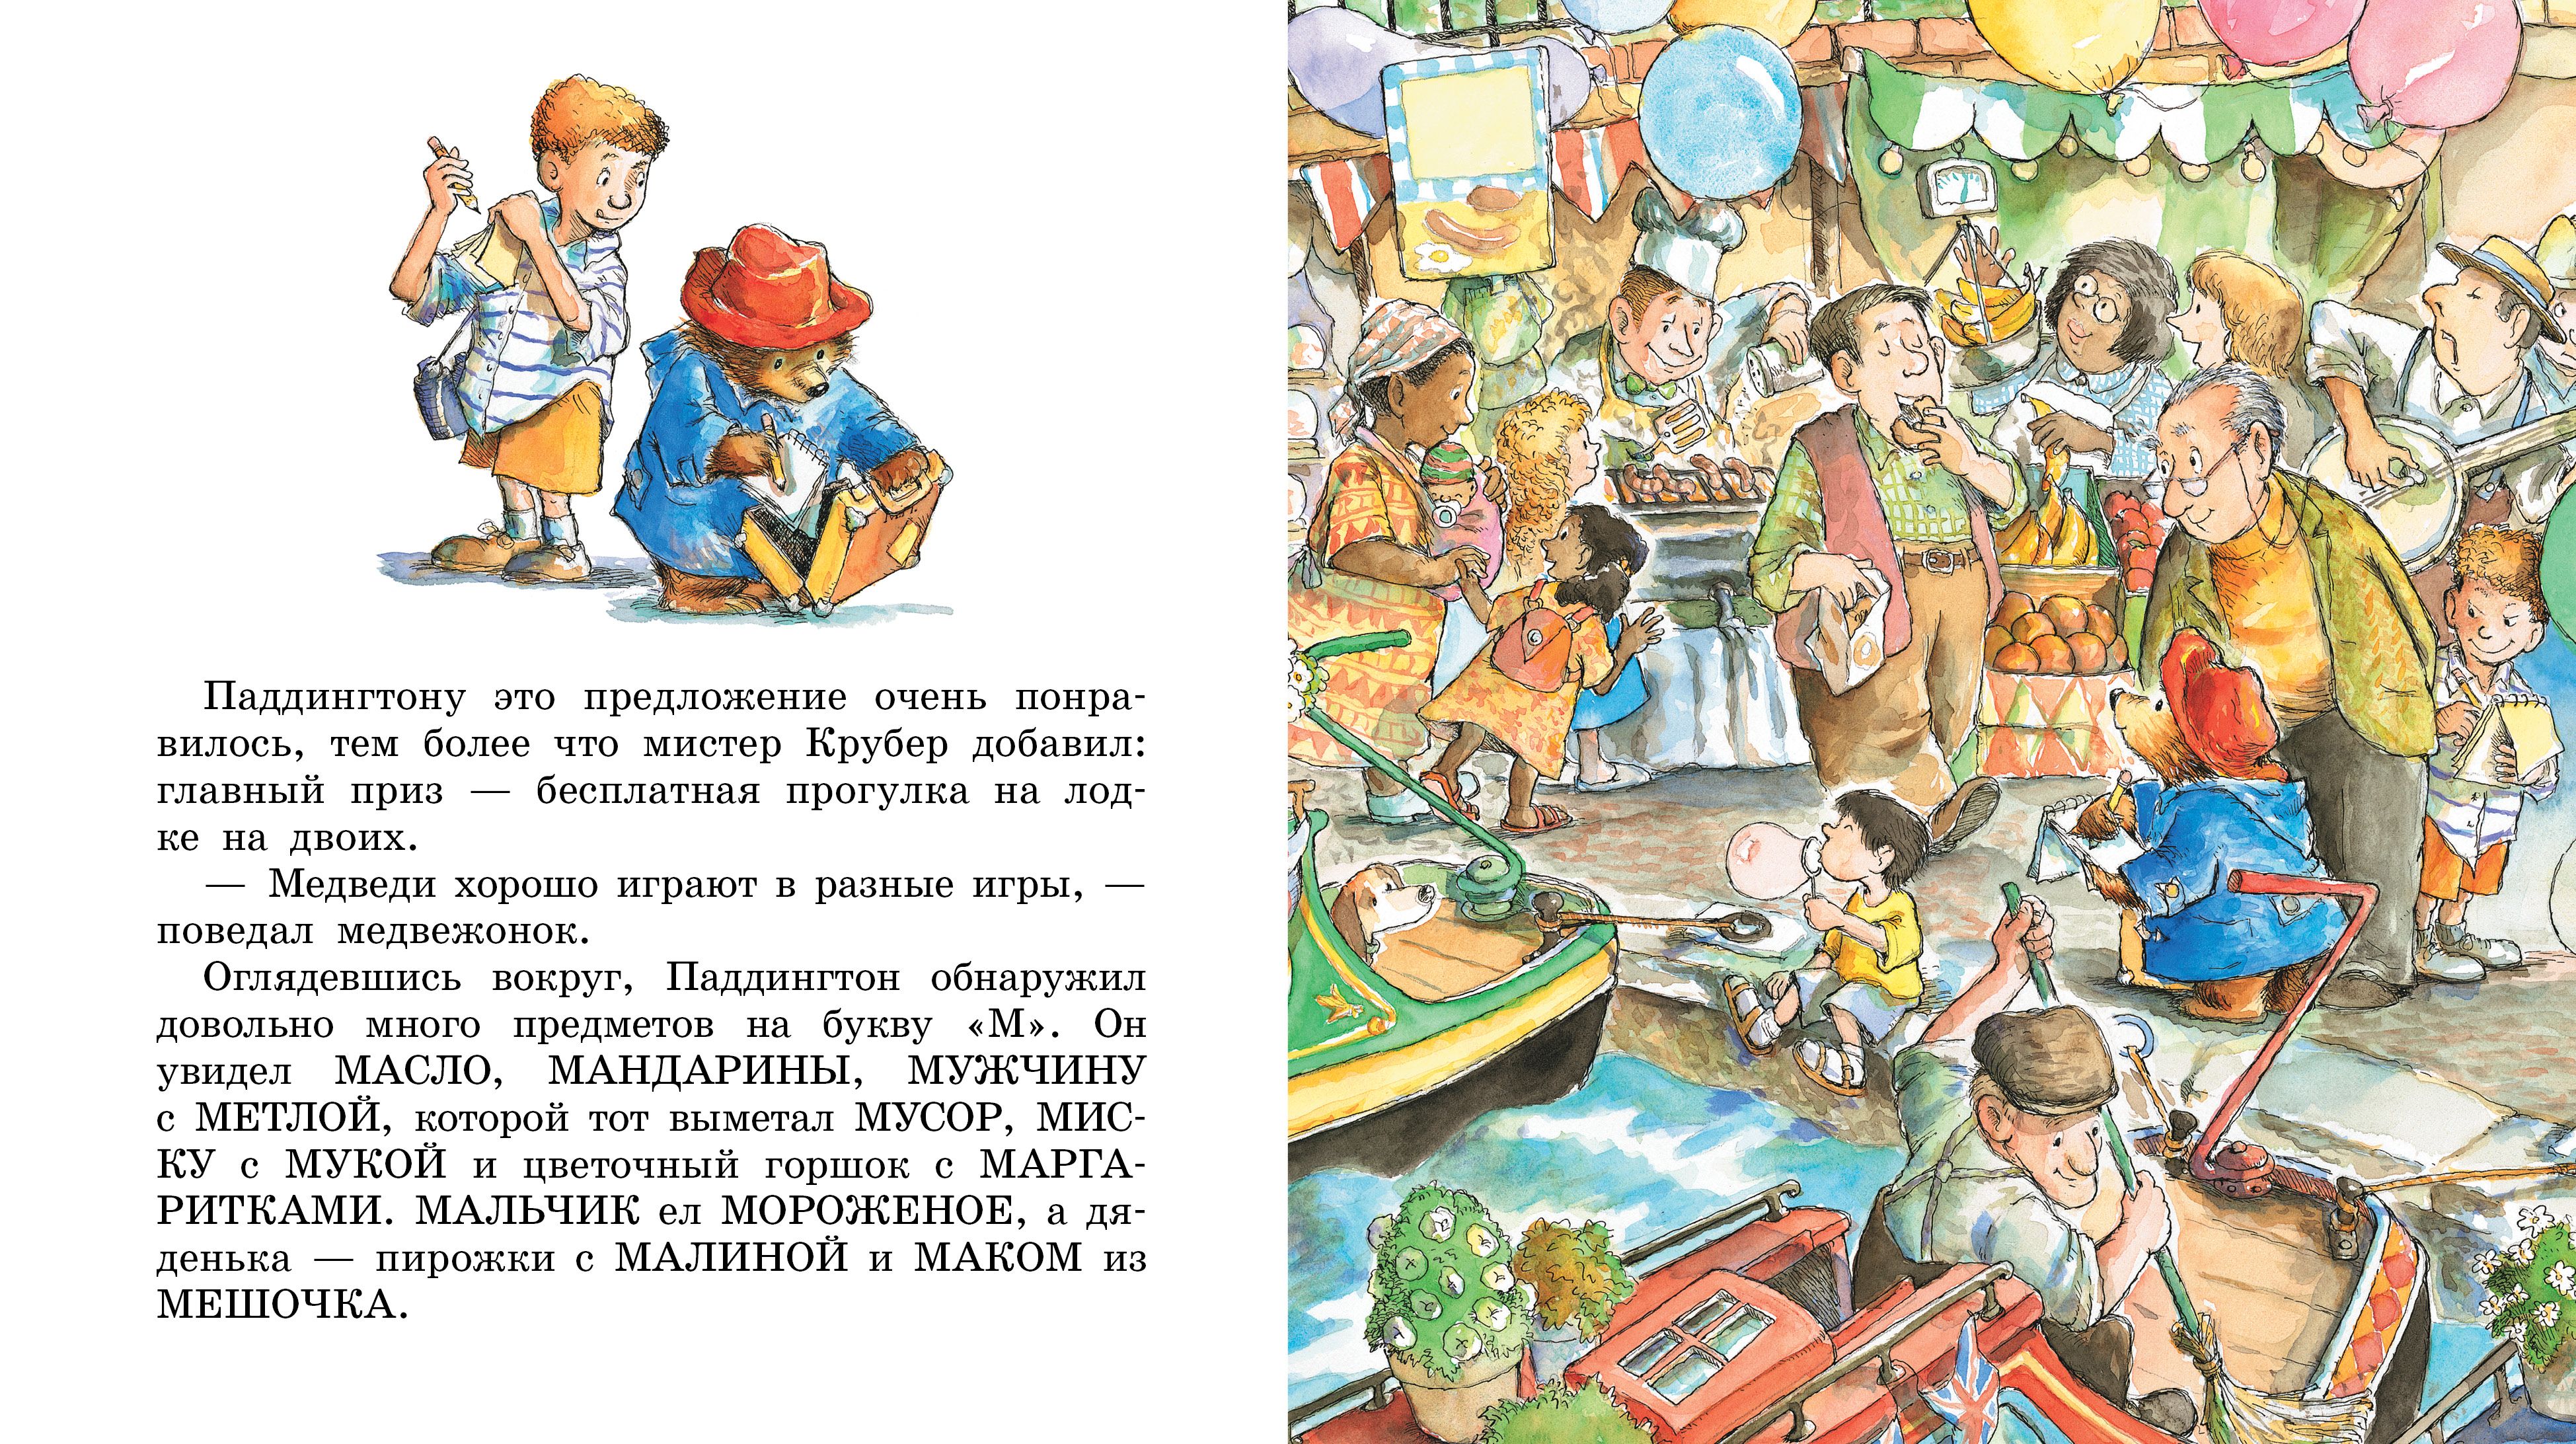 Паддингтону это предложение очень понра-
вилось, тем более что мистер Крубер добавил:
главный приз — бесплатная прогулка на лод-
ке на двоих.
— Медведи хорошо играют в разные игры, —
поведал медвежонок.
Оглядевшись вокруг, Паддингтон обнаружил
довольно много предметов на букву «М». Он
увидел МАСЛО, МАНДАРИНЫ, МУЖЧИНУ
с МЕТЛОЙ, которой тот выметал МУСОР, МИС-
КУ с МУКОЙ и цветочный горшок с МАРГА-
РИТКАМИ. МАЛЬЧИК ел МОРОЖЕНОЕ, а дя-
денька — пирожки с МАЛИНОЙ и МАКОМ из
МЕШОЧКА.